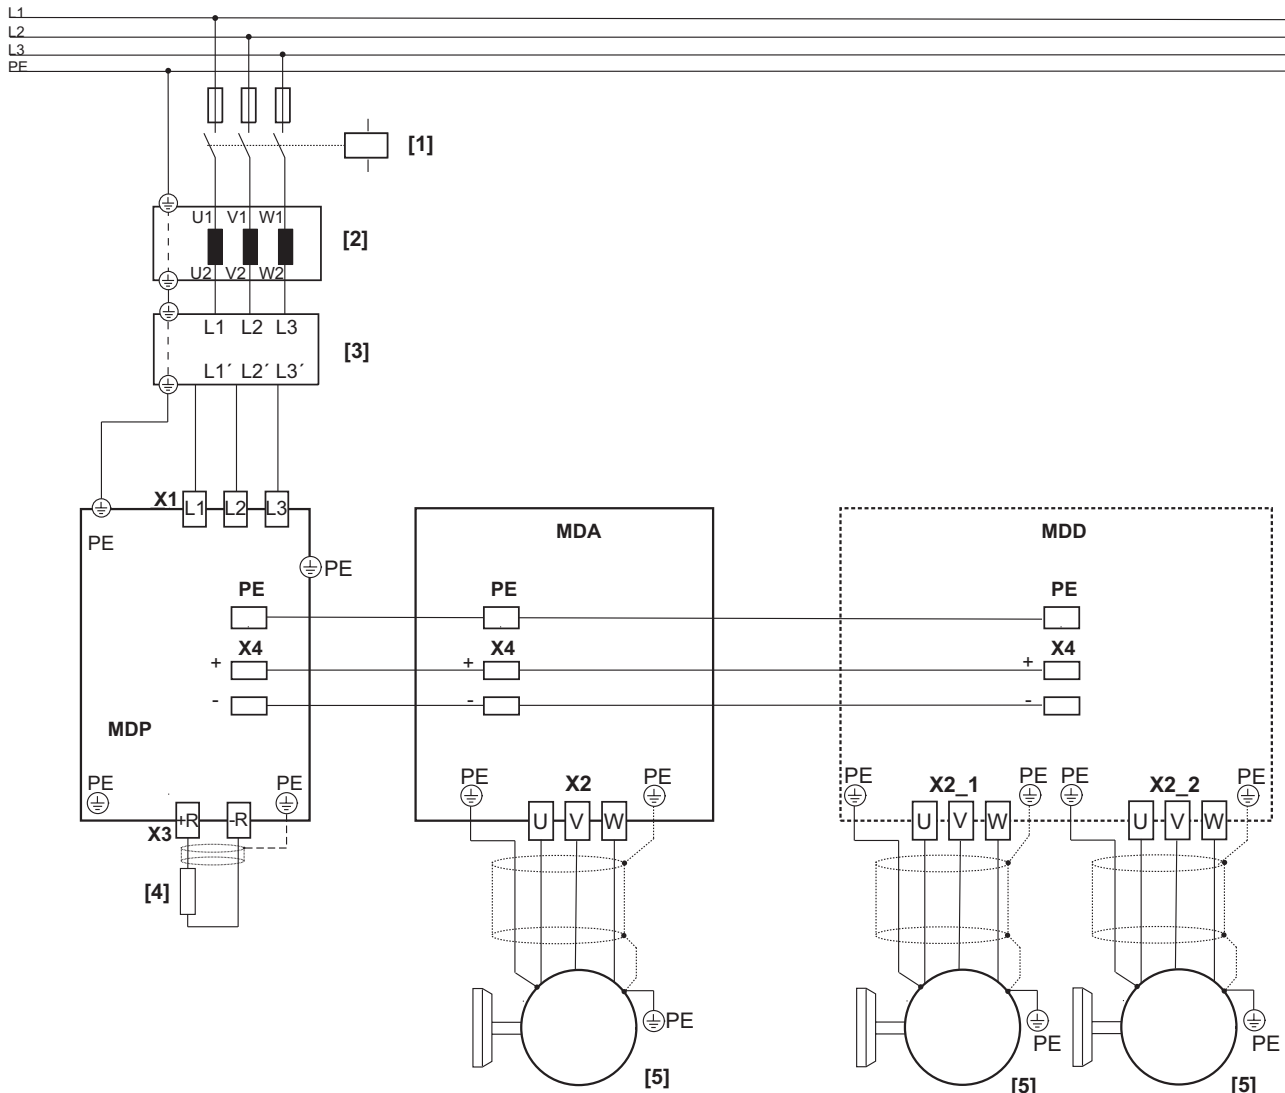 L1
L2
L3
PE
[1]
U1 V1 W1
[2]
U2 V2 W2
L1 L2 L3
[3]
L1´ L2´ L3´
X1 L1 L2 L3
MDA
MDD
PE
PE
PE PE PE
X4 X4 X4
+ + +
- - -
MDP
PE PE PE PE PE PE PE PE
X2 X2_1 X2_2
+R -R U V W U V W U V W
X3
[4]
PE PE PE
[5] [5] [5]